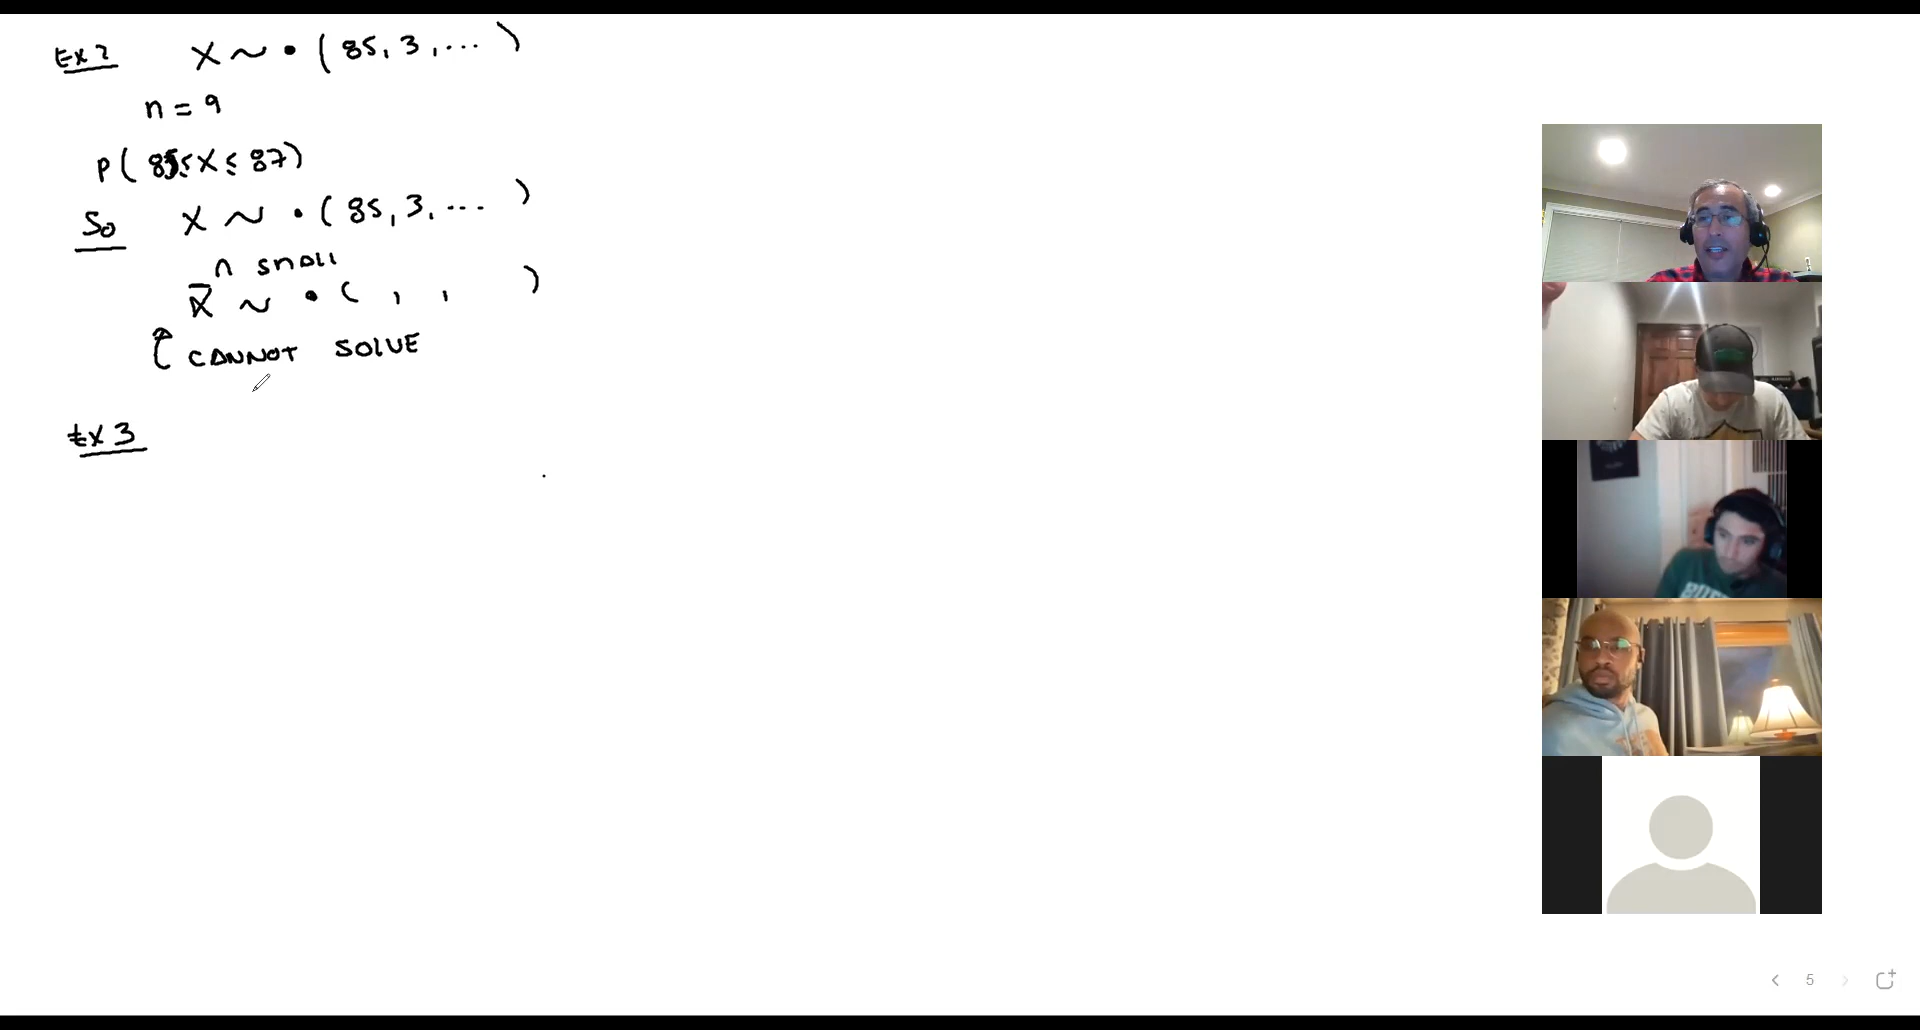 Ex 2 X ~ • ( 85, 3, ... )
n = 9
P( 85 ≤ X ≤ 87)
So X ~ • ( 85, 3, ... )
n small
X̄ ~ • ( , , )
CANNOT SOLVE
Ex 3
5